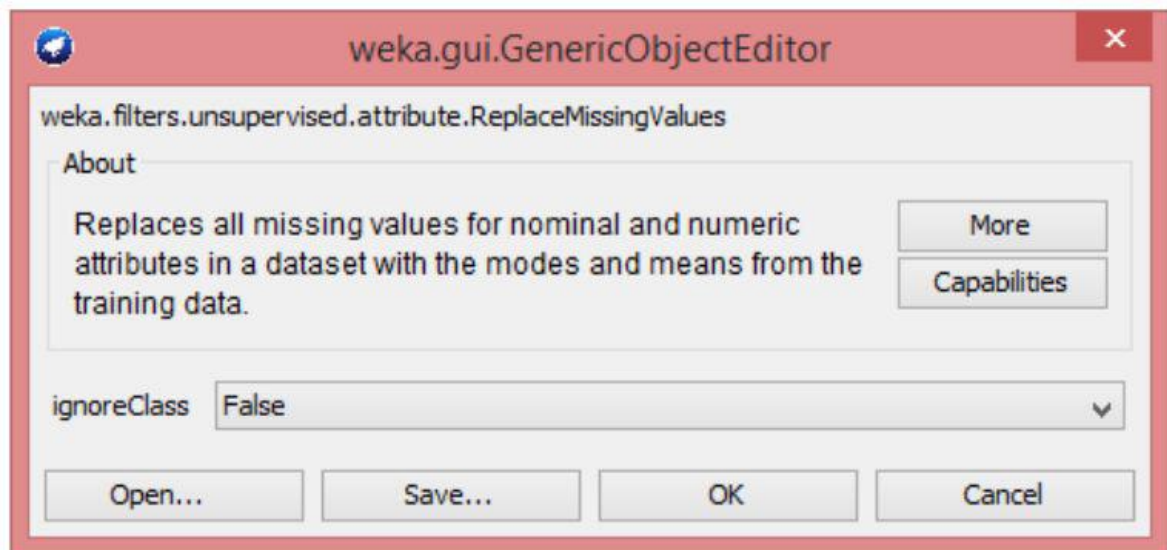 weka.gui.GenericObjectEditor
weka.filters.unsupervised.attribute.ReplaceMissingValues
About
Replaces all missing values for nominal and numeric
attributes in a dataset with the modes and means from the
training data.
More
Capabilities
ignoreClass False
Open... Save... OK Cancel